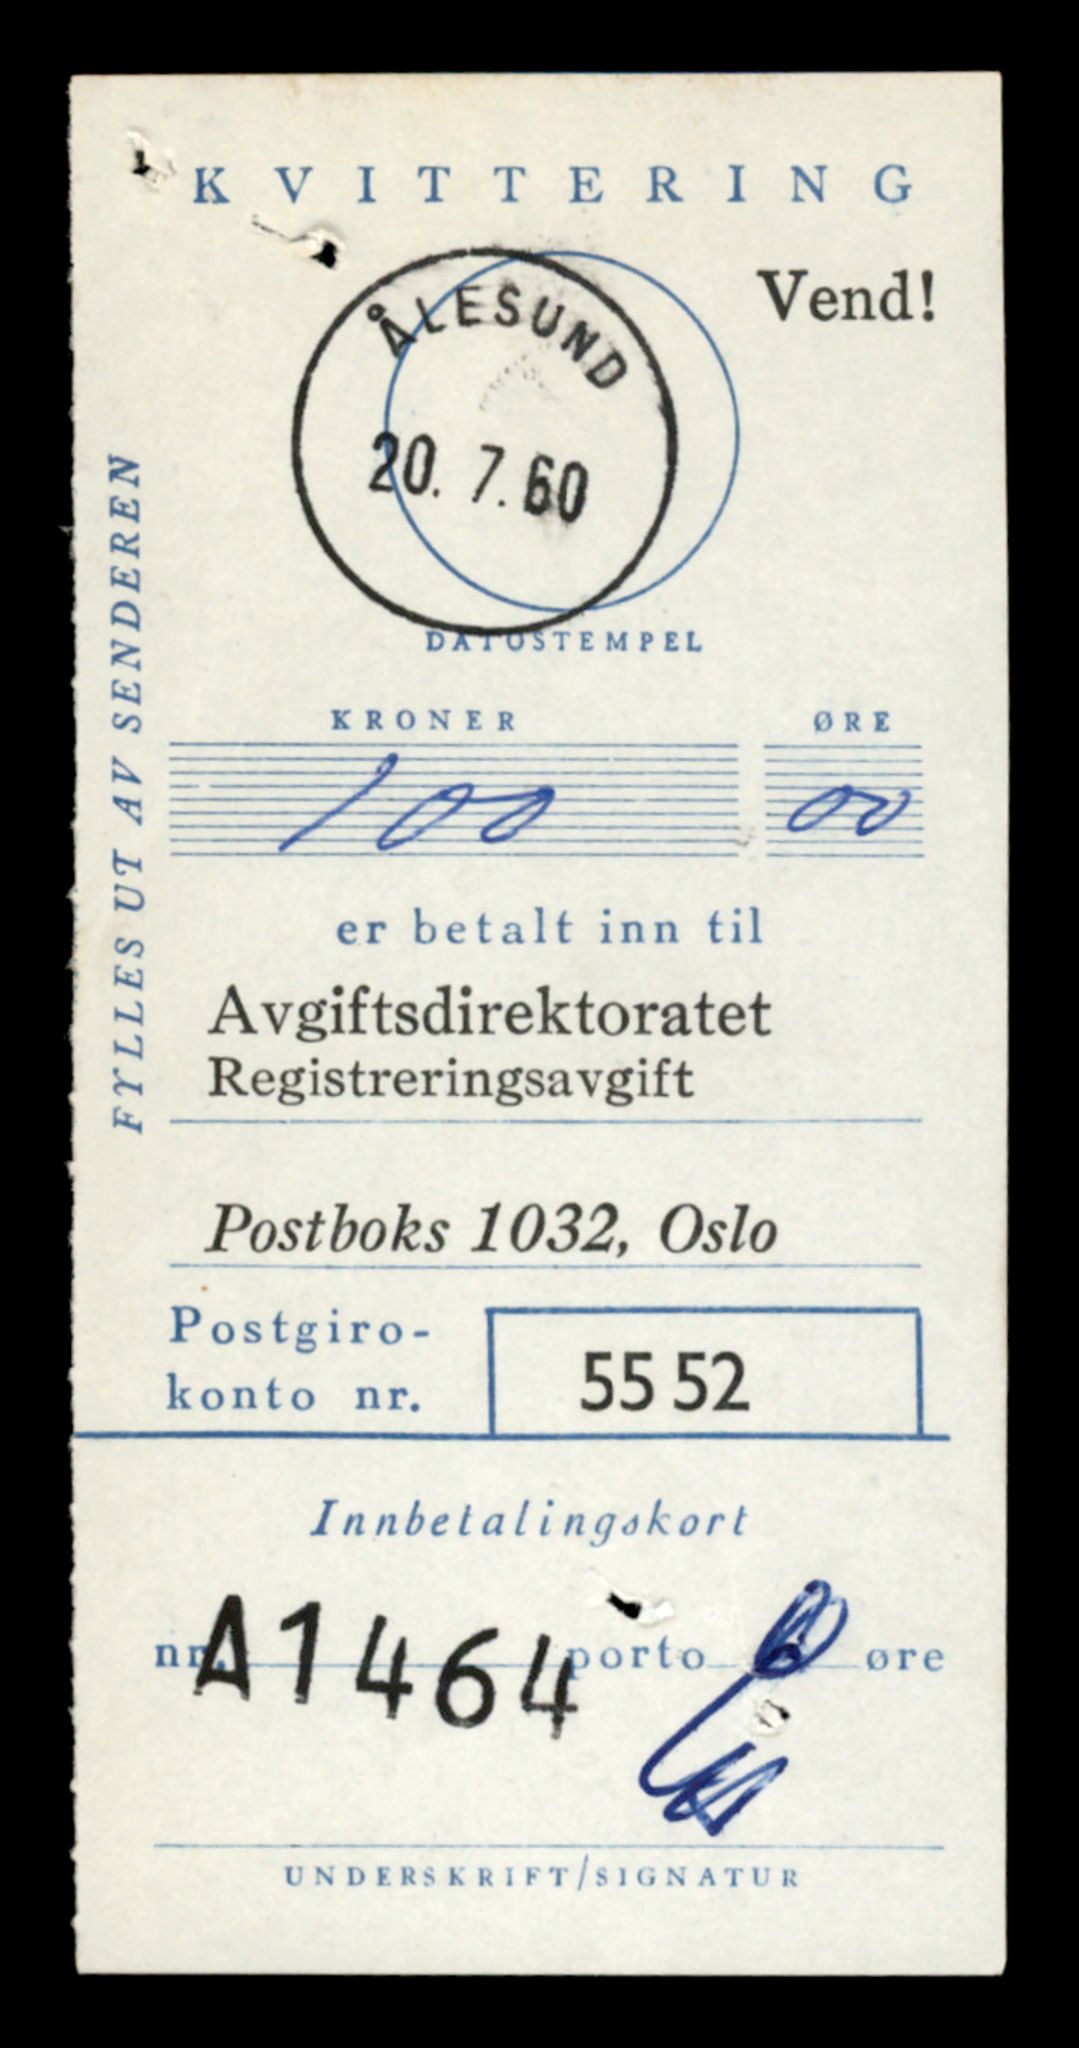 KVITTERING
Vend!
ÅLESUND
20. 7. 60
DATOSTEMPEL
FYLLES UT AV SENDEREN
KRONER ØRE
100 00
er betalt inn til
Avgiftsdirektoratet
Registreringsavgift
Postboks 1032, Oslo
Postgiro-
konto nr. 55 52
Innbetalingskort
nr. A1464 porto øre
UNDERSKRIFT/SIGNATUR